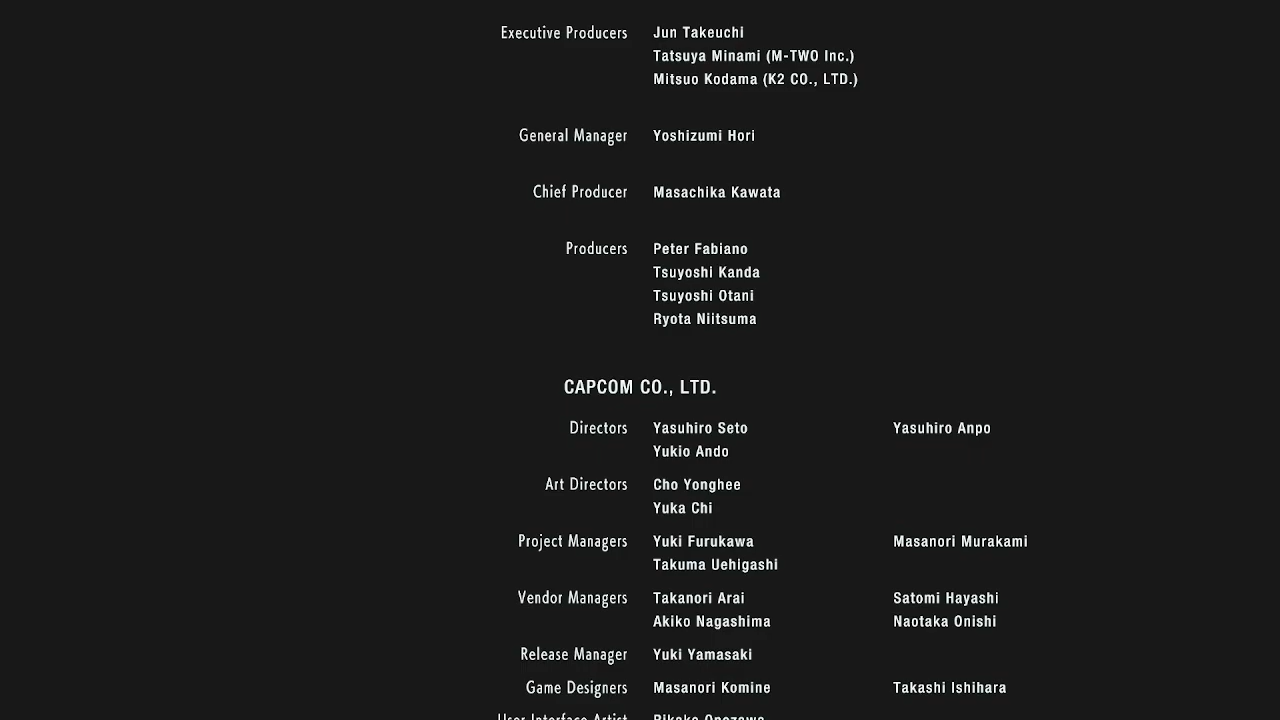 Executive Producers Jun Takeuchi
Tatsuya Minami (M-TWO Inc.)
Mitsuo Kodama (K2 CO., LTD.)
General Manager Yoshizumi Hori
Chief Producer Masachika Kawata
Producers Peter Fabiano
Tsuyoshi Kanda
Tsuyoshi Otani
Ryota Niitsuma
CAPCOM CO., LTD.
Directors Yasuhiro Seto Yasuhiro Anpo
Yukio Ando
Art Directors Cho Yonghee
Yuka Chi
Project Managers Yuki Furukawa Masanori Murakami
Takuma Uehigashi
Vendor Managers Takanori Arai Satomi Hayashi
Akiko Nagashima Naotaka Onishi
Release Manager Yuki Yamasaki
Game Designers Masanori Komine Takashi Ishihara
User Interface Artist